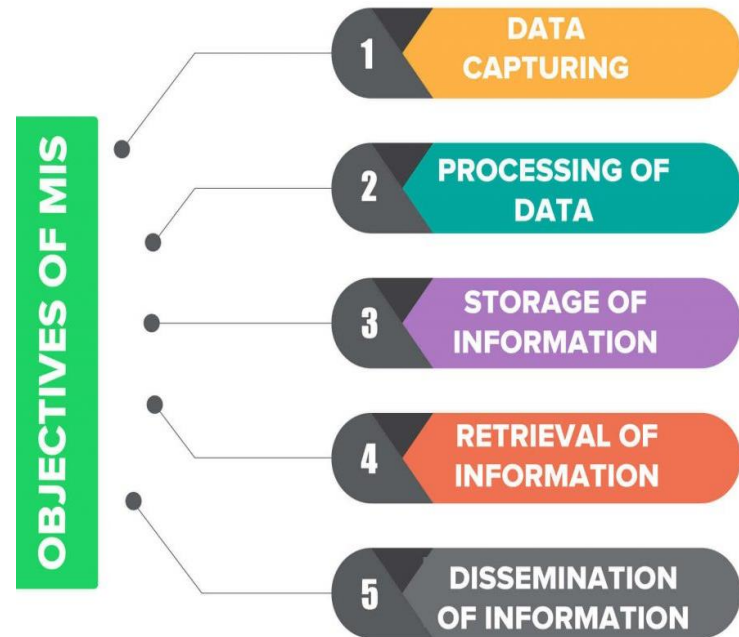 OBJECTIVES OF MIS
1
DATA
CAPTURING
2
PROCESSING OF
DATA
3
STORAGE OF
INFORMATION
4
RETRIEVAL OF
INFORMATION
5
DISSEMINATION
OF INFORMATION